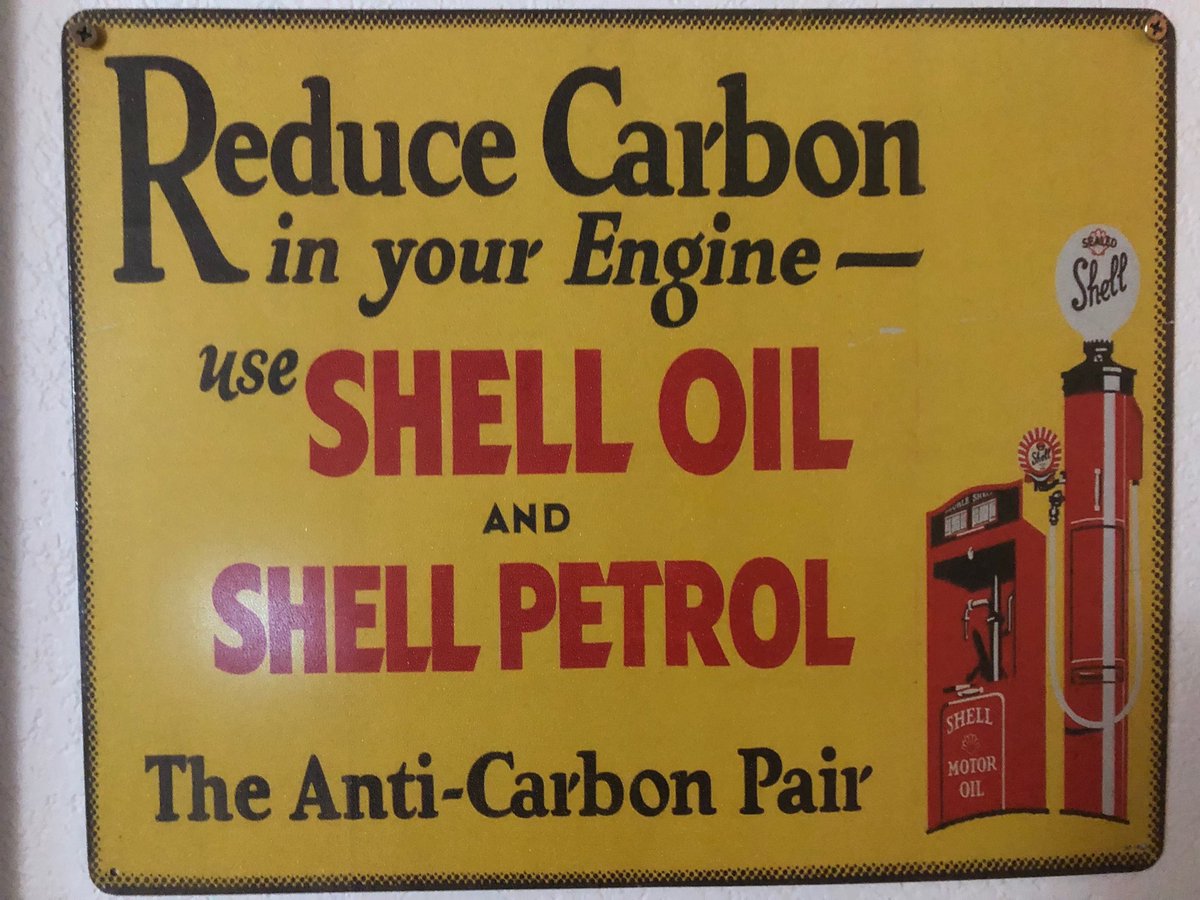 Reduce Carbon
in your Engine —
use SHELL OIL
AND
SHELL PETROL
The Anti-Carbon Pair
SEALED
Shell
Shell
SHELL
MOTOR
OIL